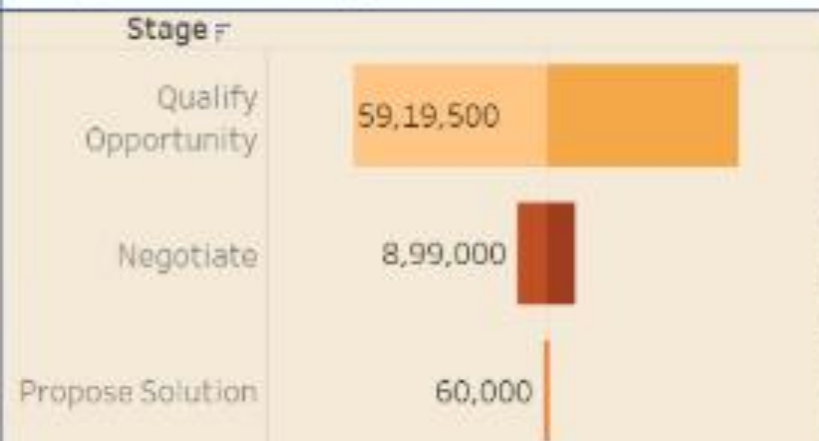 Stage
Qualify
Opportunity
59,19,500
Negotiate
8,99,000
Propose Solution
60,000